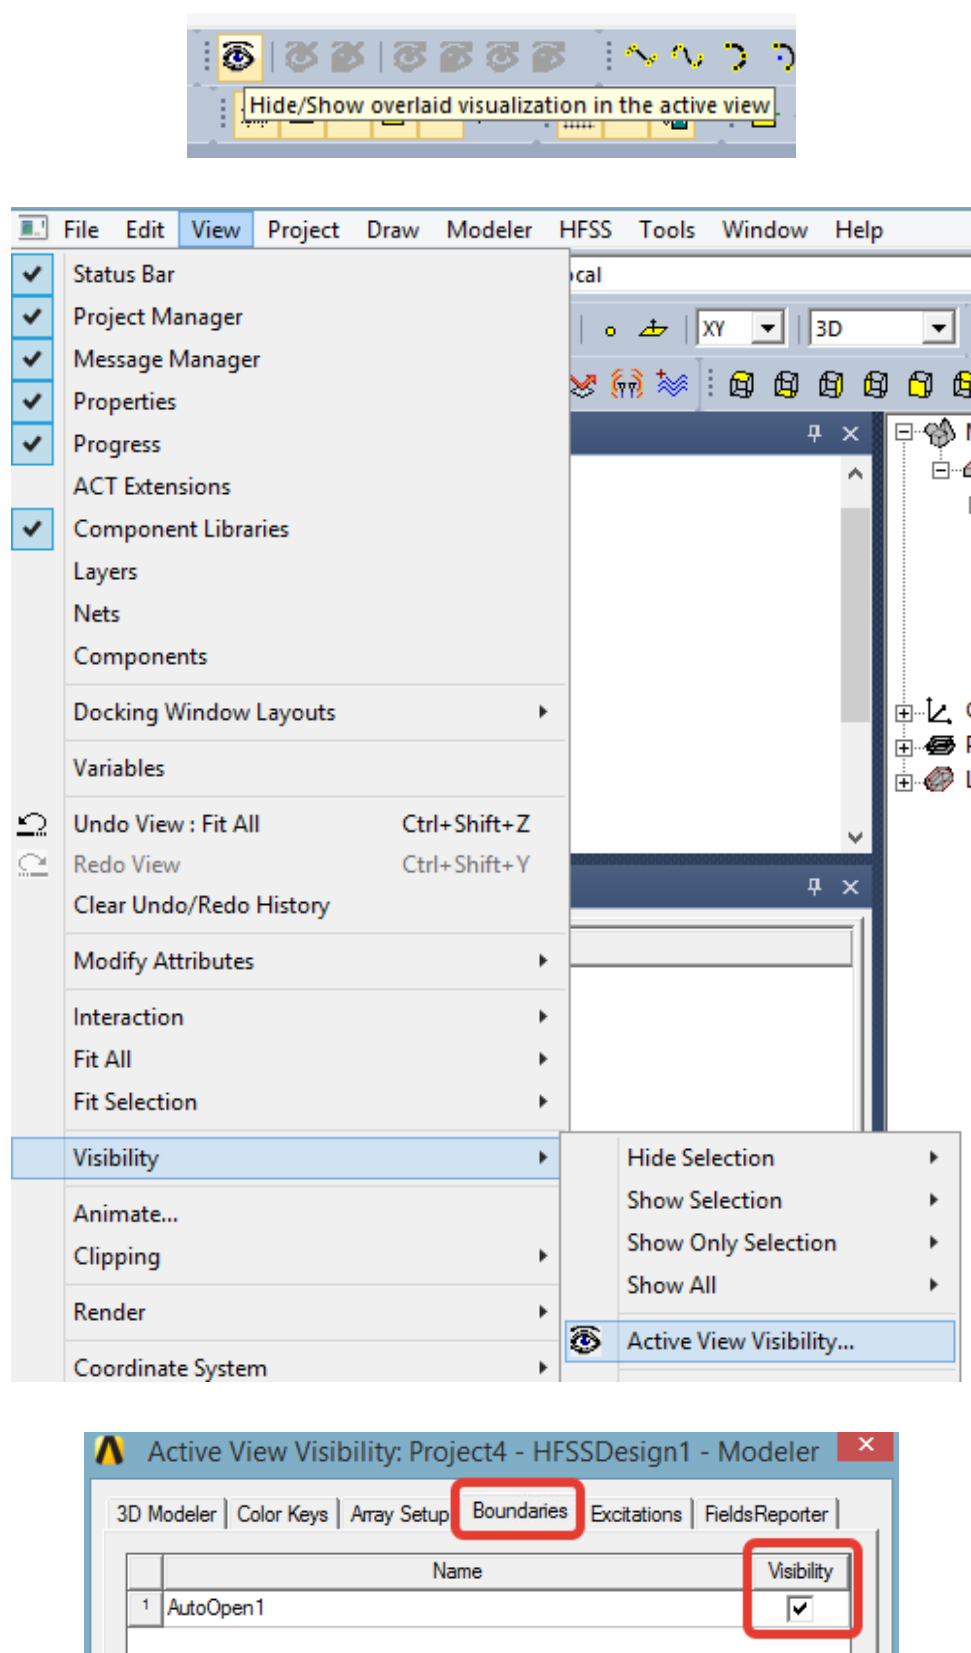 Hide/Show overlaid visualization in the active view
File Edit View Project Draw Modeler HFSS Tools Window Help
Status Bar
Project Manager
XY 3D
Message Manager
Properties
Progress
ACT Extensions
Component Libraries
Layers
Nets
Components
Docking Window Layouts
Variables
Undo View : Fit All Ctrl+Shift+Z
Redo View Ctrl+Shift+Y
Clear Undo/Redo History
Modify Attributes
Interaction
Fit All
Fit Selection
Visibility
Hide Selection
Show Selection
Show Only Selection
Show All
Active View Visibility...
Animate...
Clipping
Render
Coordinate System
Active View Visibility: Project4 - HFSSDesign1 - Modeler
3D Modeler Color Keys Array Setup Boundaries Excitations FieldsReporter
Name Visibility
1 AutoOpen1